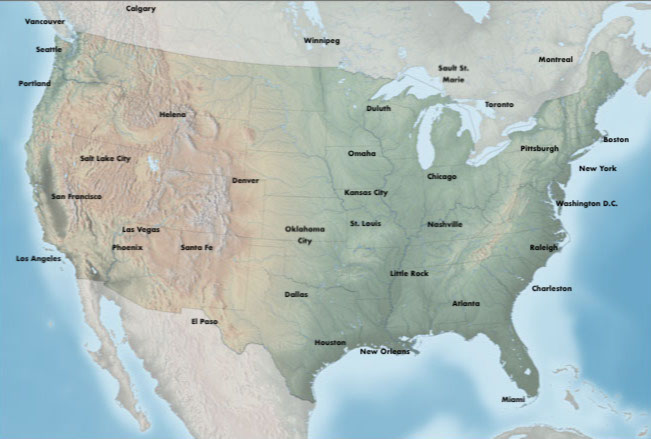 Calgary
Vancouver
Winnipeg
Seattle
Montreal
Sault St.
Marie
Portland
Toronto
Duluth
Helena
Boston
Pittsburgh
Omaha
Salt Lake City
New York
Chicago
Denver
Kansas City
San Francisco
Washington D.C.
St. Louis
Nashville
Las Vegas
Oklahoma
City
Phoenix
Santa Fe
Raleigh
Los Angeles
Little Rock
Charleston
Dallas
Atlanta
El Paso
Houston
New Orleans
Miami